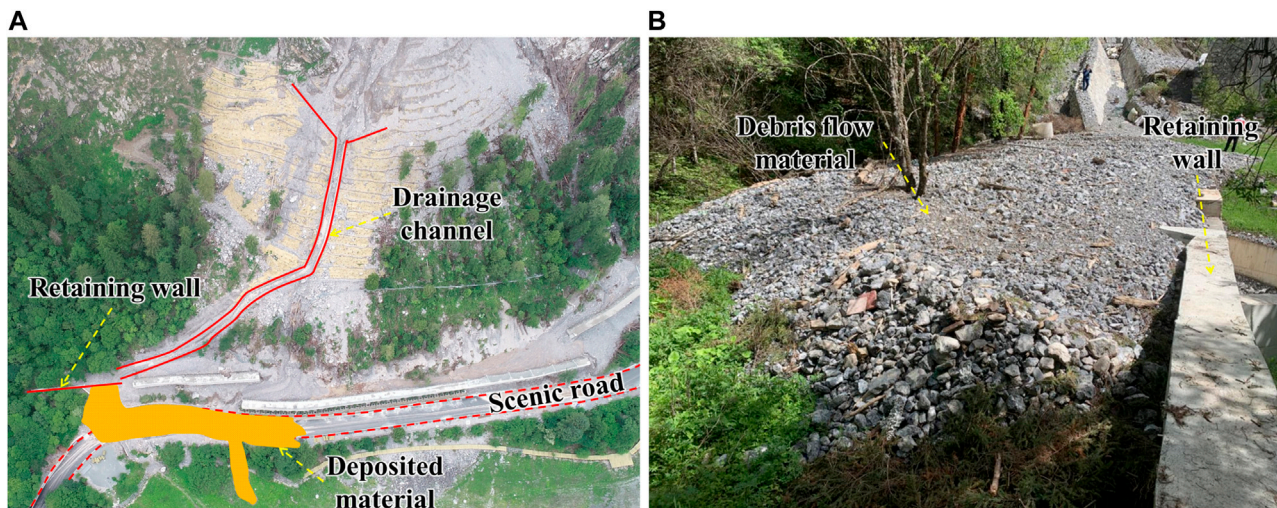 A
B
Drainage
channel
Retaining wall
Scenic road
Deposited
material
Debris flow
material
Retaining
wall